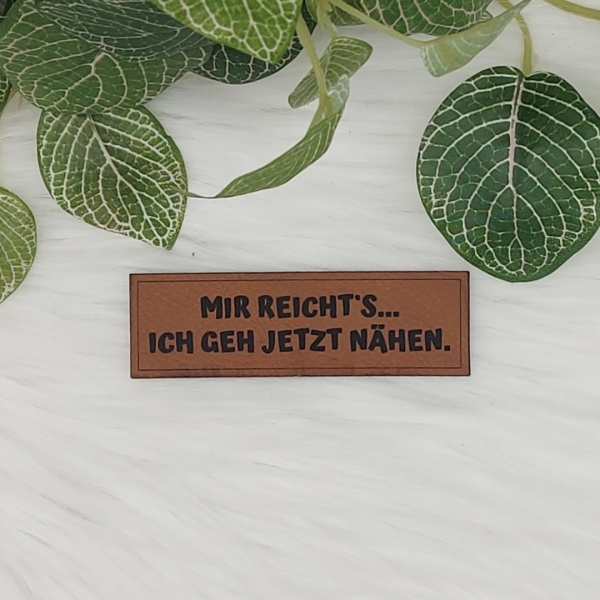 MIR REICHT'S...
ICH GEH JETZT NÄHEN.